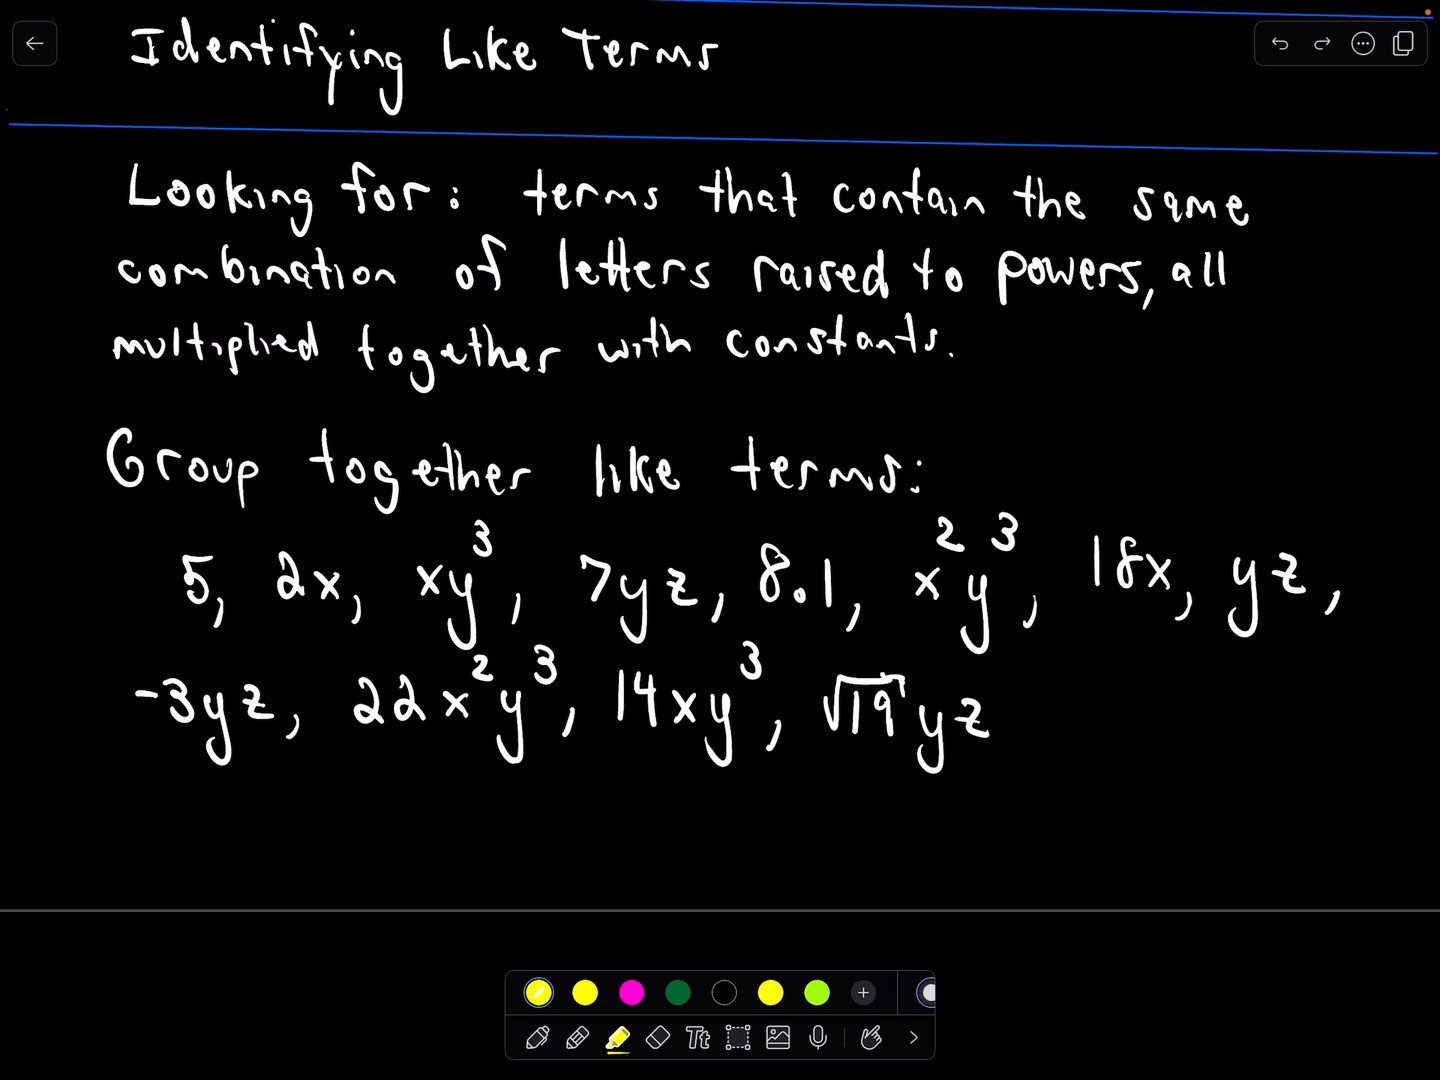 Identifying Like Terms
Looking for: terms that contain the same
combination of letters raised to powers, all
multiplied together with constants.
Group together like terms:
5, 2x, xy³, 7yz, 8.1, x²y³, 18x, yz,
-3yz, 22x²y³, 14xy³, √19 yz
Tt